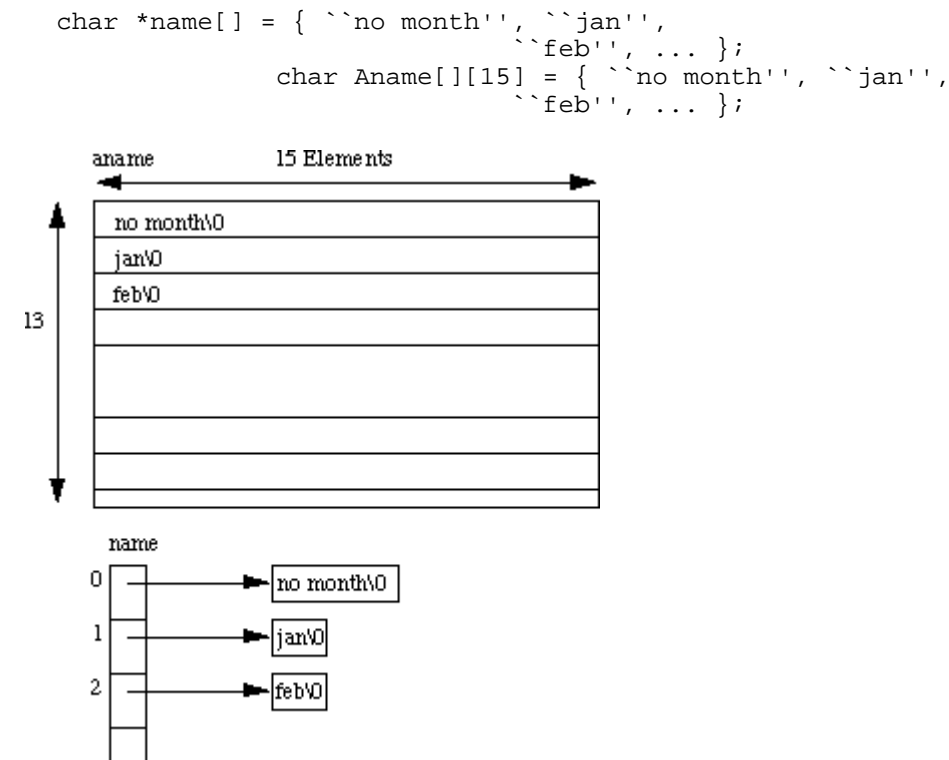 char *name[] = { ``no month'', ``jan'',
``feb'', ... };
char Aname[][15] = { ``no month'', ``jan'',
``feb'', ... };
aname 15 Elements
no month\0
jan\0
feb\0
13
name
0 no month\0
1 jan\0
2 feb\0